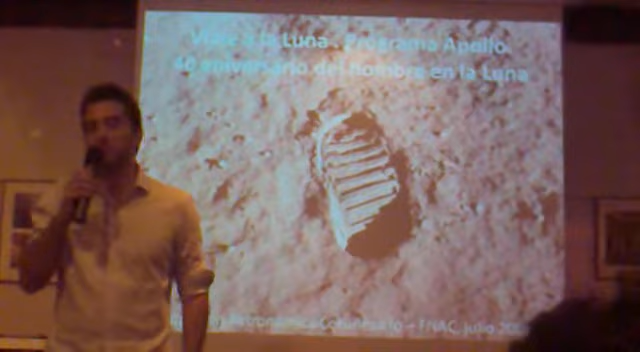 Viaje a la Luna. Programa Apollo
40 aniversario del hombre en la Luna
FNAC, julio